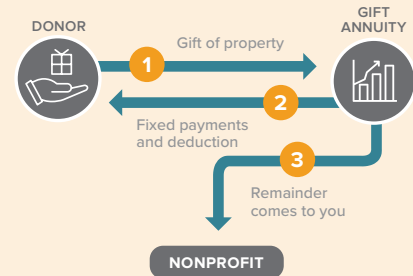 DONOR
GIFT
ANNUITY
1
Gift of property
2
Fixed payments
and deduction
3
Remainder
comes to you
NONPROFIT